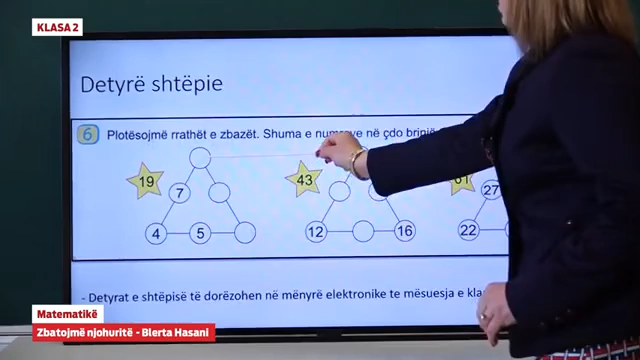 KLASA 2
Detyrë shtëpie
6 Plotësojmë rrathët e zbazët. Shuma e numrave në çdo brinjë
19 43 61
7 27
4 5 12 16 22
- Detyrat e shtëpisë të dorëzohen në mënyrë elektronike te mësuesja e
Matematikë
Zbatojmë njohuritë - Blerta Hasani